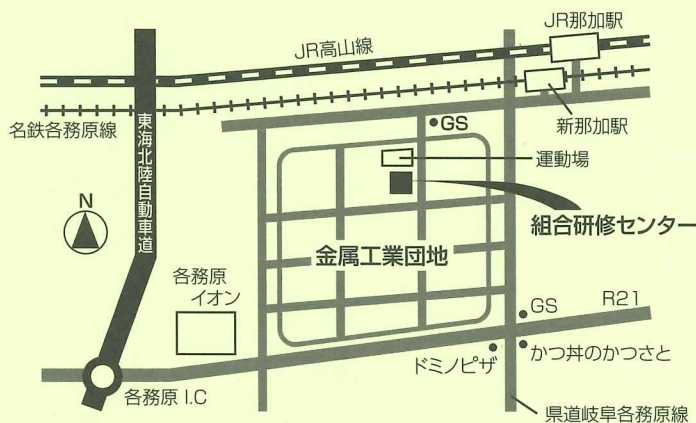 JR那加駅
JR高山線
名鉄各務原線
新那加駅
東海北陸自動車道
GS
運動場
N
組合研修センター
金属工業団地
各務原
イオン
GS
R21
ドミノピザ
かつ丼のかつさと
各務原 I.C
県道岐阜各務原線